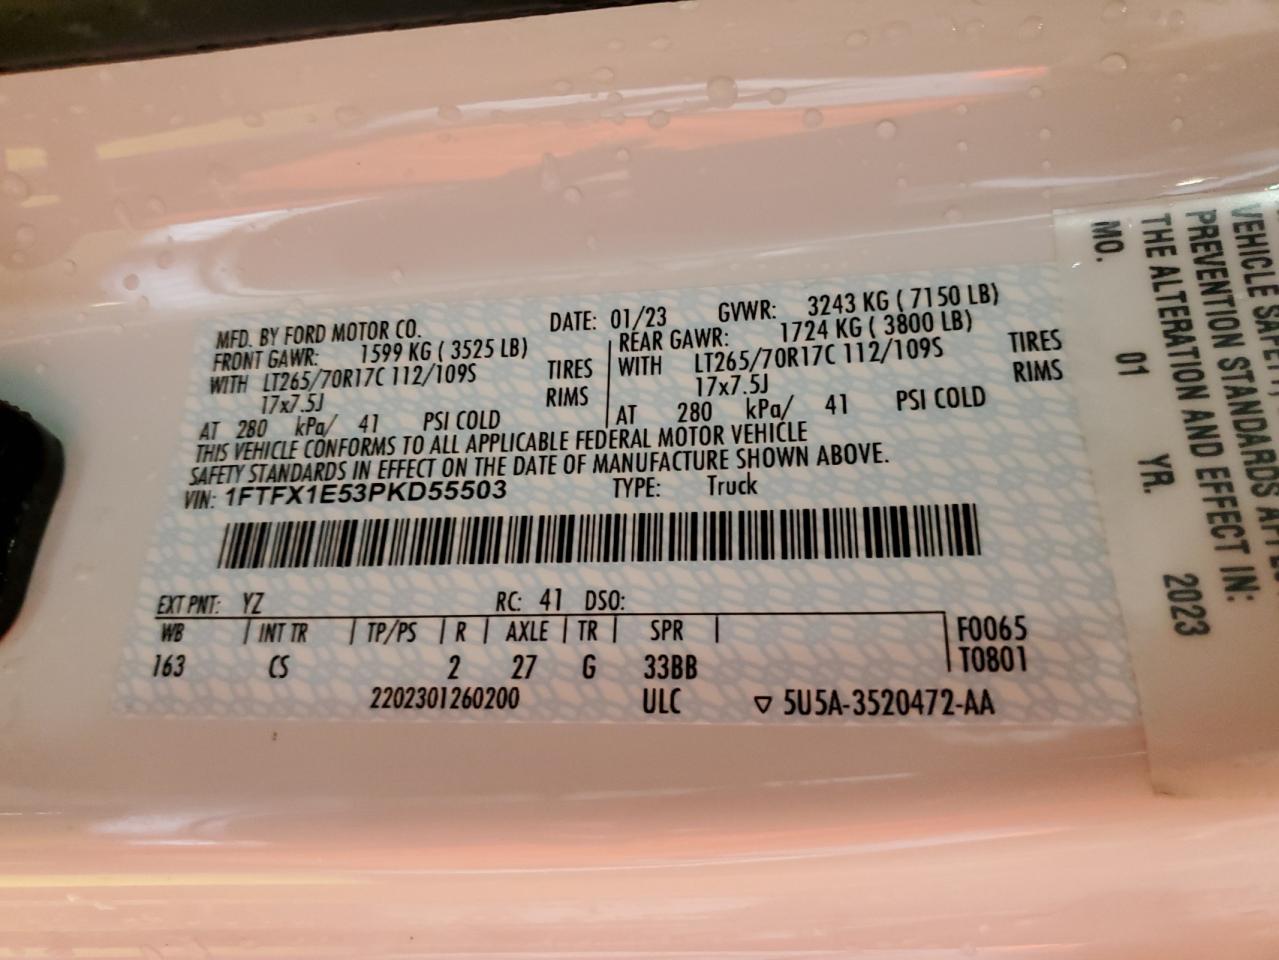 MFD. BY FORD MOTOR CO. DATE: 01/23 GVWR: 3243 KG ( 7150 LB)
FRONT GAWR: 1599 KG ( 3525 LB) REAR GAWR: 1724 KG ( 3800 LB)
WITH LT265/70R17C 112/109S TIRES WITH LT265/70R17C 112/109S TIRES
17x7.5J RIMS 17x7.5J RIMS
AT 280 kPa/ 41 PSI COLD AT 280 kPa/ 41 PSI COLD
THIS VEHICLE CONFORMS TO ALL APPLICABLE FEDERAL MOTOR VEHICLE
SAFETY STANDARDS IN EFFECT ON THE DATE OF MANUFACTURE SHOWN ABOVE.
VIN: 1FTFX1E53PKD55503 TYPE: Truck
EXT PNT: YZ RC: 41 DSO:
WB INT TR TP/PS R AXLE TR SPR F0065
163 CS 2 27 G 33BB T0801
2202301260200 ULC ▽ 5U5A-3520472-AA
PREVENTION STANDARDS
THE ALTERATION AND EFFECT IN:
MO. 01 YR. 2023